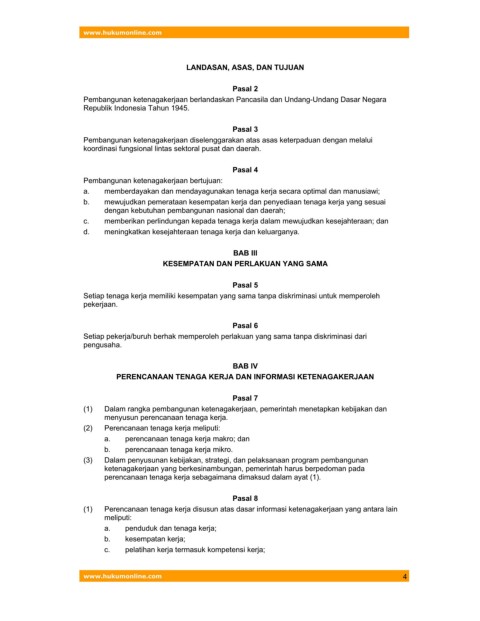 www.hukumonline.com
LANDASAN, ASAS, DAN TUJUAN
Pasal 2
Pembangunan ketenagakerjaan berlandaskan Pancasila dan Undang-Undang Dasar Negara
Republik Indonesia Tahun 1945.
Pasal 3
Pembangunan ketenagakerjaan diselenggarakan atas asas keterpaduan dengan melalui
koordinasi fungsional lintas sektoral pusat dan daerah.
Pasal 4
Pembangunan ketenagakerjaan bertujuan:
a. memberdayakan dan mendayagunakan tenaga kerja secara optimal dan manusiawi;
b. mewujudkan pemerataan kesempatan kerja dan penyediaan tenaga kerja yang sesuai
dengan kebutuhan pembangunan nasional dan daerah;
c. memberikan perlindungan kepada tenaga kerja dalam mewujudkan kesejahteraan; dan
d. meningkatkan kesejahteraan tenaga kerja dan keluarganya.
BAB III
KESEMPATAN DAN PERLAKUAN YANG SAMA
Pasal 5
Setiap tenaga kerja memiliki kesempatan yang sama tanpa diskriminasi untuk memperoleh
pekerjaan.
Pasal 6
Setiap pekerja/buruh berhak memperoleh perlakuan yang sama tanpa diskriminasi dari
pengusaha.
BAB IV
PERENCANAAN TENAGA KERJA DAN INFORMASI KETENAGAKERJAAN
Pasal 7
(1) Dalam rangka pembangunan ketenagakerjaan, pemerintah menetapkan kebijakan dan
menyusun perencanaan tenaga kerja.
(2) Perencanaan tenaga kerja meliputi:
a. perencanaan tenaga kerja makro; dan
b. perencanaan tenaga kerja mikro.
(3) Dalam penyusunan kebijakan, strategi, dan pelaksanaan program pembangunan
ketenagakerjaan yang berkesinambungan, pemerintah harus berpedoman pada
perencanaan tenaga kerja sebagaimana dimaksud dalam ayat (1).
Pasal 8
(1) Perencanaan tenaga kerja disusun atas dasar informasi ketenagakerjaan yang antara lain
meliputi:
a. penduduk dan tenaga kerja;
b. kesempatan kerja;
c. pelatihan kerja termasuk kompetensi kerja;
www.hukumonline.com 4